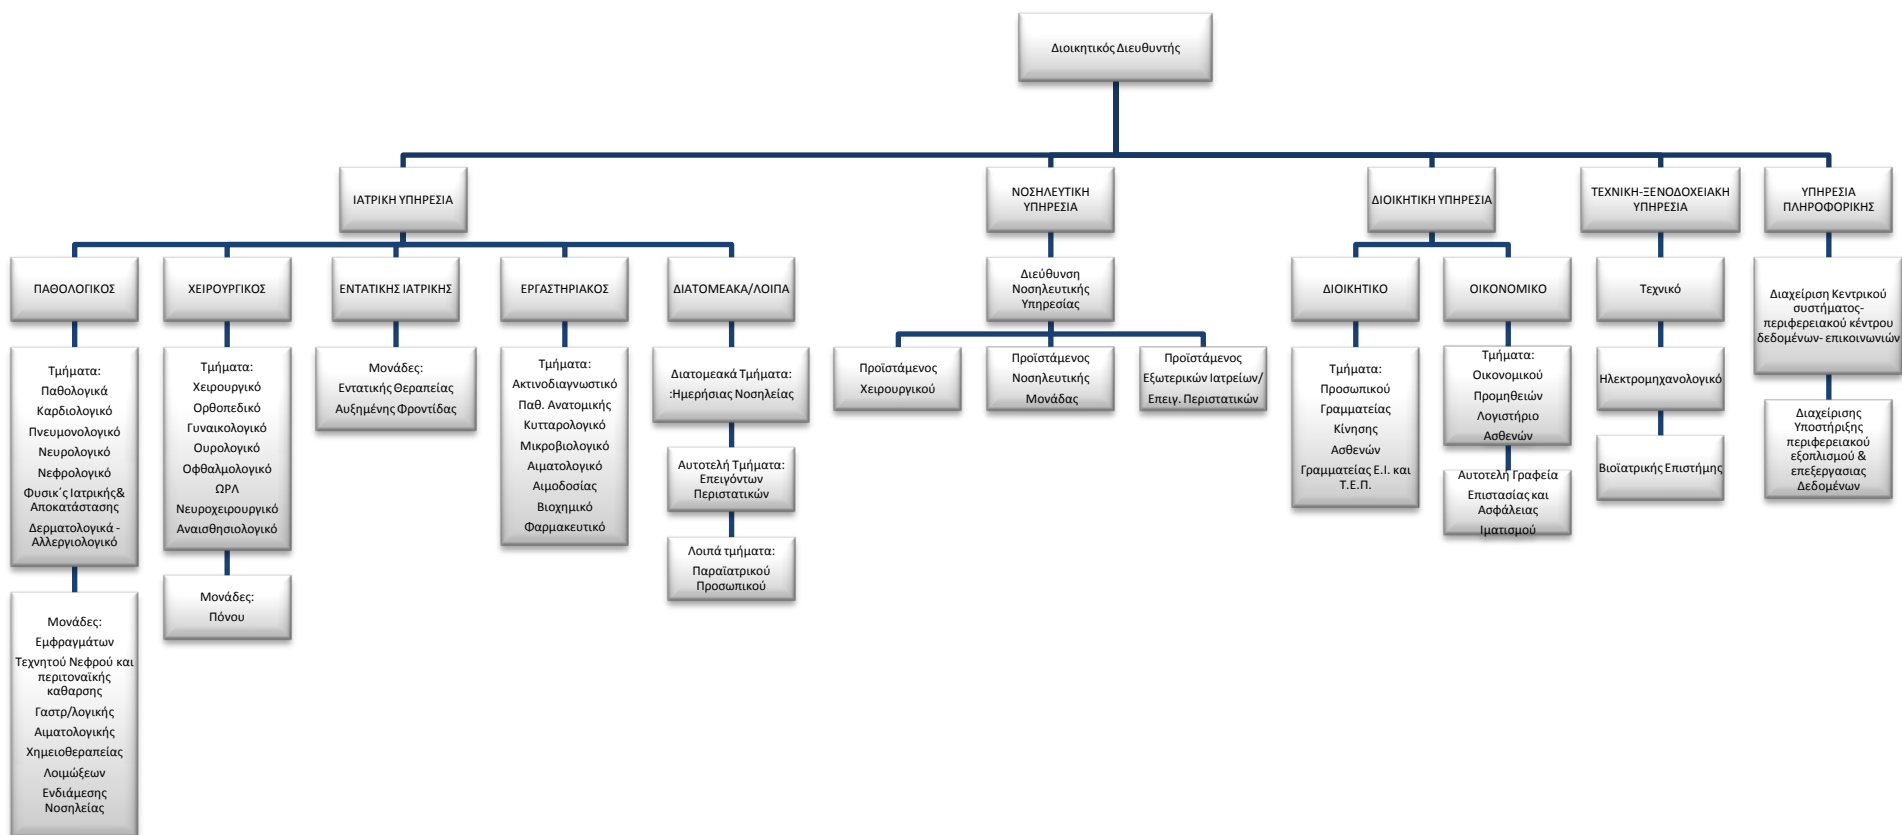 Διοικητικός Διευθυντής
ΙΑΤΡΙΚΗ ΥΠΗΡΕΣΙΑ
ΝΟΣΗΛΕΥΤΙΚΗ
ΥΠΗΡΕΣΙΑ
ΔΙΟΙΚΗΤΙΚΗ ΥΠΗΡΕΣΙΑ
ΤΕΧΝΙΚΗ-ΞΕΝΟΔΟΧΕΙΑΚΗ
ΥΠΗΡΕΣΙΑ
ΥΠΗΡΕΣΙΑ
ΠΛΗΡΟΦΟΡΙΚΗΣ
ΠΑΘΟΛΟΓΙΚΟΣ
ΧΕΙΡΟΥΡΓΙΚΟΣ
ΕΝΤΑΤΙΚΗΣ ΙΑΤΡΙΚΗΣ
ΕΡΓΑΣΤΗΡΙΑΚΟΣ
ΔΙΑΤΟΜΕΑΚΑ/ΛΟΙΠΑ
Διεύθυνση
Νοσηλευτικής
Υπηρεσίας
ΔΙΟΙΚΗΤΙΚΟ
ΟΙΚΟΝΟΜΙΚΟ
Τεχνικό
Διαχείριση Κεντρικού
συστήματος-
περιφερειακού κέντρου
δεδομένων- επικοινωνιών
Τμήματα:
Παθολογικά
Καρδιολογικό
Πνευμονολογικό
Νευρολογικό
Νεφρολογικό
Φυσικ΄ς Ιατρικής&
Αποκατάστασης
Δερματολογικά -
Αλλεργιολογικό
Τμήματα:
Χειρουργικό
Ορθοπεδικό
Γυναικολογικό
Ουρολογικό
Οφθαλμολογικό
ΩΡΛ
Νευροχειρουργικό
Αναισθησιολογικό
Μονάδες:
Εντατικής Θεραπείας
Αυξημένης Φροντίδας
Τμήματα:
Ακτινοδιαγνωστικό
Παθ. Ανατομικής
Κυτταρολογικό
Μικροβιολογικό
Αιματολογικό
Αιμοδοσίας
Βιοχημικό
Φαρμακευτικό
Διατομεακά Τμήματα:
:Ημερήσιας Νοσηλείας
Προϊστάμενος
Χειρουργικού
Προϊστάμενος
Νοσηλευτικής
Μονάδας
Προϊστάμενος
Εξωτερικών Ιατρείων/
Επειγ. Περιστατικών
Τμήματα:
Προσωπικού
Γραμματείας
Κίνησης
Ασθενών
Γραμματείας Ε.Ι. και
Τ.Ε.Π.
Τμήματα:
Οικονομικού
Προμηθειών
Λογιστήριο
Ασθενών
Ηλεκτρομηχανολογικό
Διαχείρισης
Υποστήριξης
περιφερειακού
εξοπλισμού &
επεξεργασιας
Δεδομένων
Αυτοτελή Τμήματα:
Επειγόντων
Περιστατικών
Βιοϊατρικής Επιστήμης
Αυτοτελή Γραφεία
Επιστασίας και
Ασφάλειας
Ιματισμού
Λοιπά τμήματα:
Παραϊατρικού
Προσωπικού
Μονάδες:
Πόνου
Μονάδες:
Εμφραγμάτων
Τεχνητού Νεφρού και
περιτοναϊκής
καθαρσης
Γαστρ/λογικής
Αιματολογικής
Χημειοθεραπείας
Λοιμώξεων
Ενδιάμεσης
Νοσηλείας